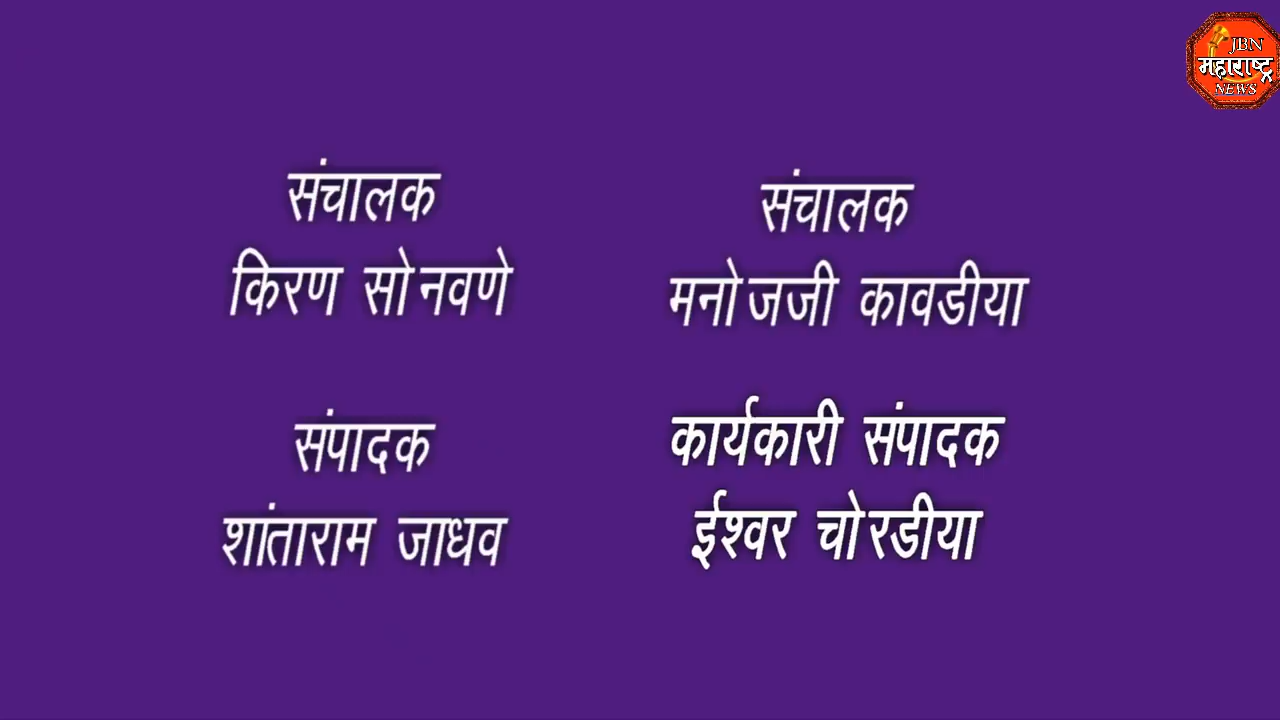 JBN
महाराष्ट्र
NEWS
संचालक
किरण सोनवणे
संचालक
मनोजजी कावडीया
संपादक
शांताराम जाधव
कार्यकारी संपादक
ईश्वर चोरडीया